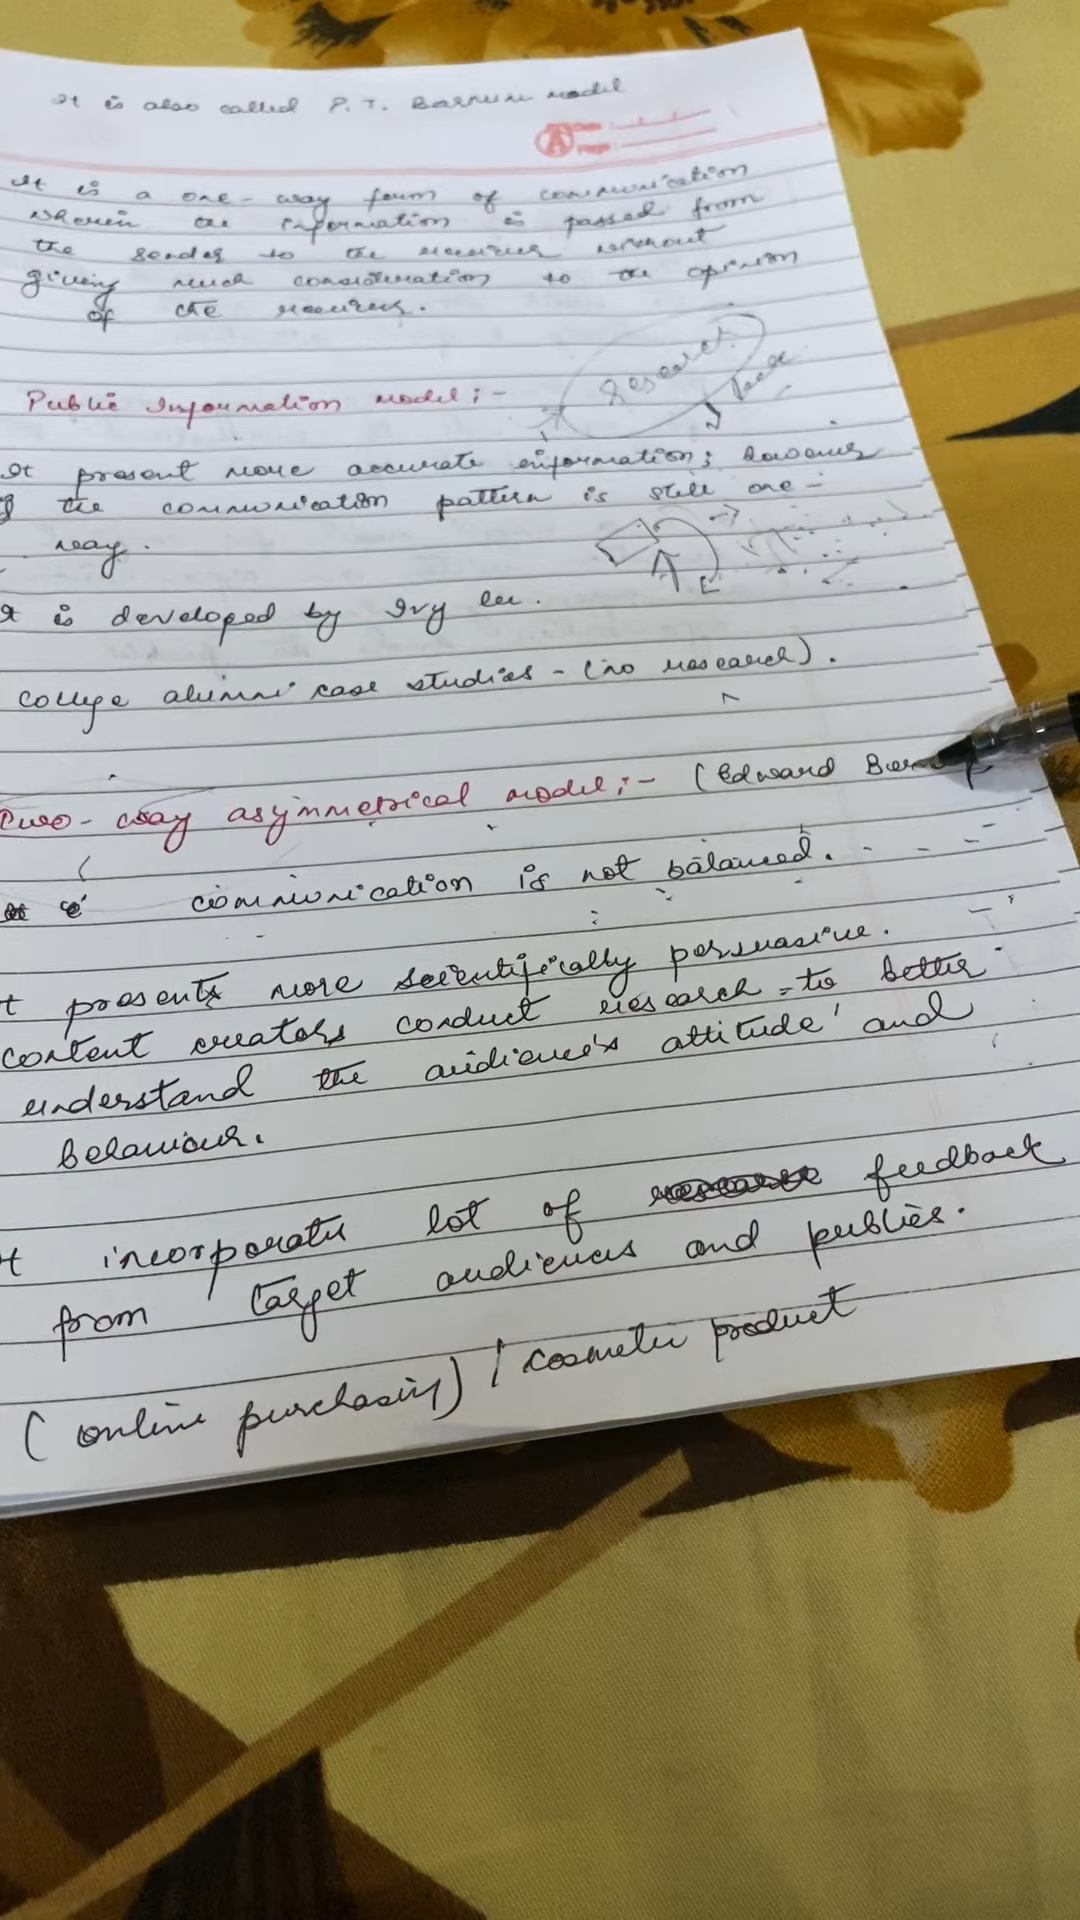 It is also called P.T. Barnum model
It is a one-way form of communication
wherein the information is passed from
the sender to the receiver without
giving much consideration to the opinion
of the receiver.
Research
Public Information model:-
It present more accurate information; however
the communication pattern is still one-
way.
It is developed by Ivy lee.
College alumni case studies - (no research).
Two-way asymmetrical model:- (Edward
communication is not balanced.
t presents more scientifically persuasive.
content creators conduct research to better
understand the audience's attitude and
behaviour.
t incorporates lot of feedback
from target audiences and publics.
(online purchasing) / cosmetic product